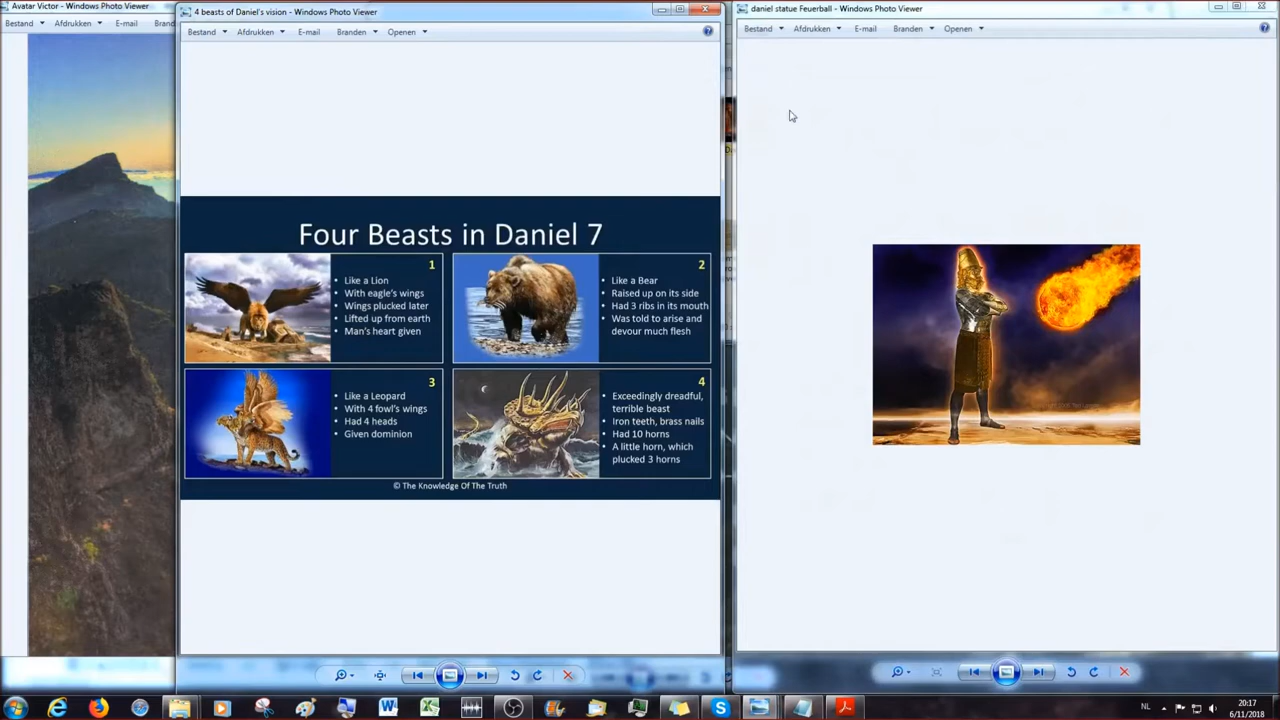 Avatar Victor - Windows Photo Viewer
Bestand Afdrukken E-mail
4 beasts of Daniel's vision - Windows Photo Viewer
Bestand Afdrukken E-mail Branden Openen
daniel statue Feuerball - Windows Photo Viewer
Bestand Afdrukken E-mail Branden Openen
Four Beasts in Daniel 7
1
• Like a Lion
• With eagle's wings
• Wings plucked later
• Lifted up from earth
• Man's heart given
2
• Like a Bear
• Raised up on its side
• Had 3 ribs in its mouth
• Was told to arise and
devour much flesh
3
• Like a Leopard
• With 4 fowl's wings
• Had 4 heads
• Given dominion
4
• Exceedingly dreadful,
terrible beast
• Iron teeth, brass nails
• Had 10 horns
• A little horn, which
plucked 3 horns
© The Knowledge Of The Truth
NL
20:17
6/11/2018